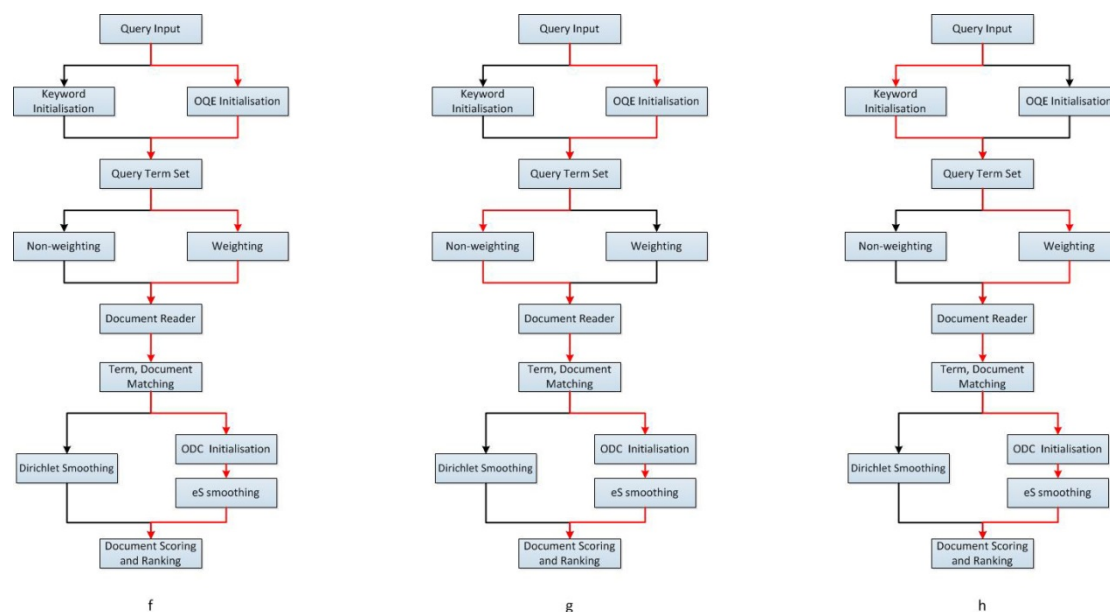 Query Input
Keyword
Initialisation
OQE Initialisation
Query Term Set
Non-weighting
Weighting
Document Reader
Term, Document
Matching
ODC Initialisation
Dirichlet Smoothing
eS smoothing
Document Scoring
and Ranking
f
Query Input
Keyword
Initialisation
OQE Initialisation
Query Term Set
Non-weighting
Weighting
Document Reader
Term, Document
Matching
ODC Initialisation
Dirichlet Smoothing
eS smoothing
Document Scoring
and Ranking
g
Query Input
Keyword
Initialisation
OQE Initialisation
Query Term Set
Non-weighting
Weighting
Document Reader
Term, Document
Matching
ODC Initialisation
Dirichlet Smoothing
eS smoothing
Document Scoring
and Ranking
h